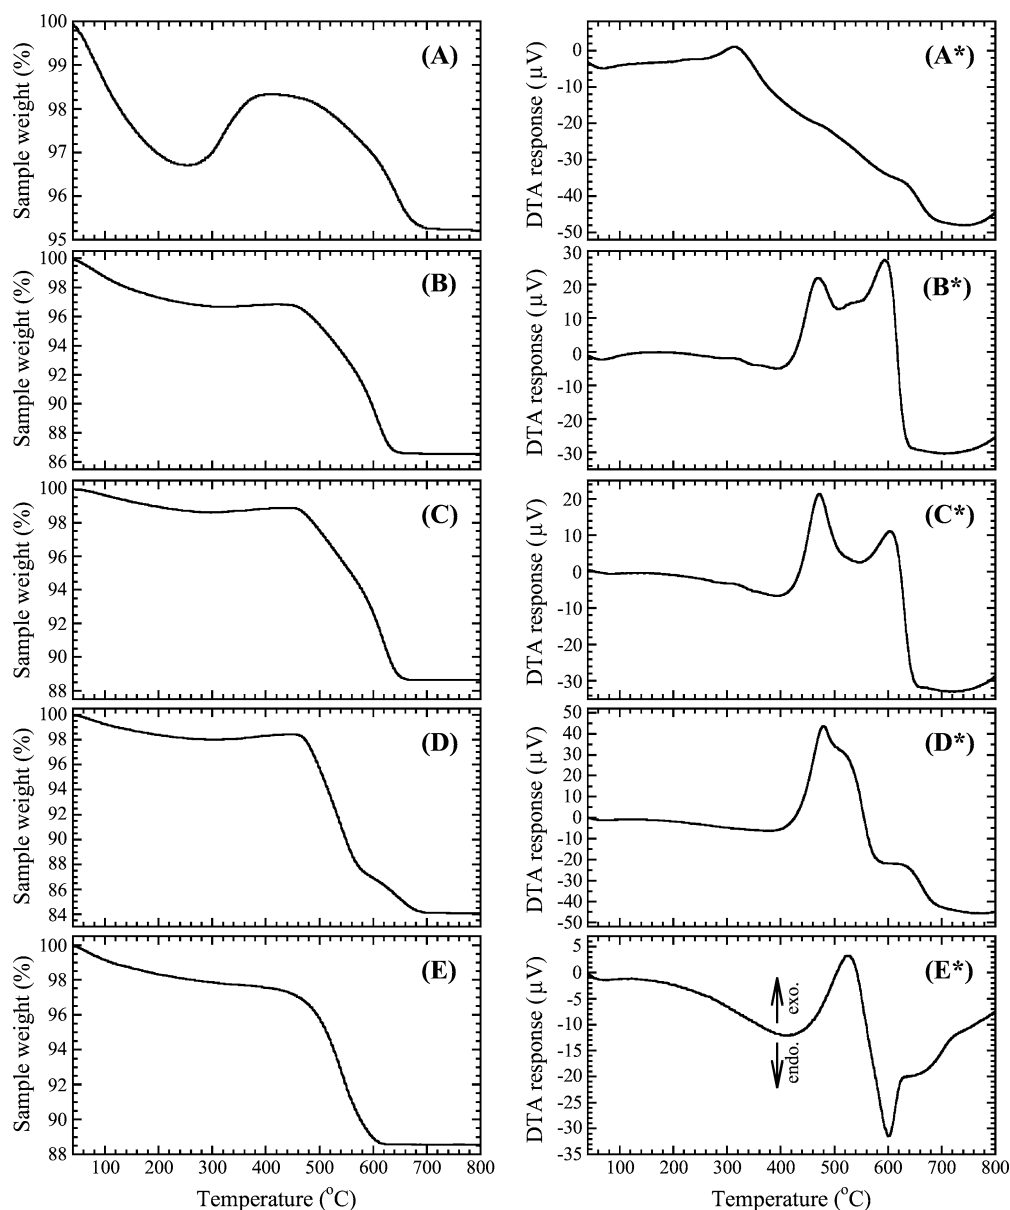 100
99
98
97
96
95
Sample weight (%)
(A)
0
-10
-20
-30
-40
-50
DTA response (µV)
(A*)
100
98
96
94
92
90
88
86
Sample weight (%)
(B)
30
20
10
0
-10
-20
-30
DTA response (µV)
(B*)
100
98
96
94
92
90
88
Sample weight (%)
(C)
20
10
0
-10
-20
-30
DTA response (µV)
(C*)
100
98
96
94
92
90
88
86
84
Sample weight (%)
(D)
50
40
30
20
10
0
-10
-20
-30
-40
-50
DTA response (µV)
(D*)
100
98
96
94
92
90
88
Sample weight (%)
(E)
100 200 300 400 500 600 700 800
Temperature (°C)
5
0
-5
-10
-15
-20
-25
-30
-35
DTA response (µV)
(E*)
exo.
endo.
100 200 300 400 500 600 700 800
Temperature (°C)